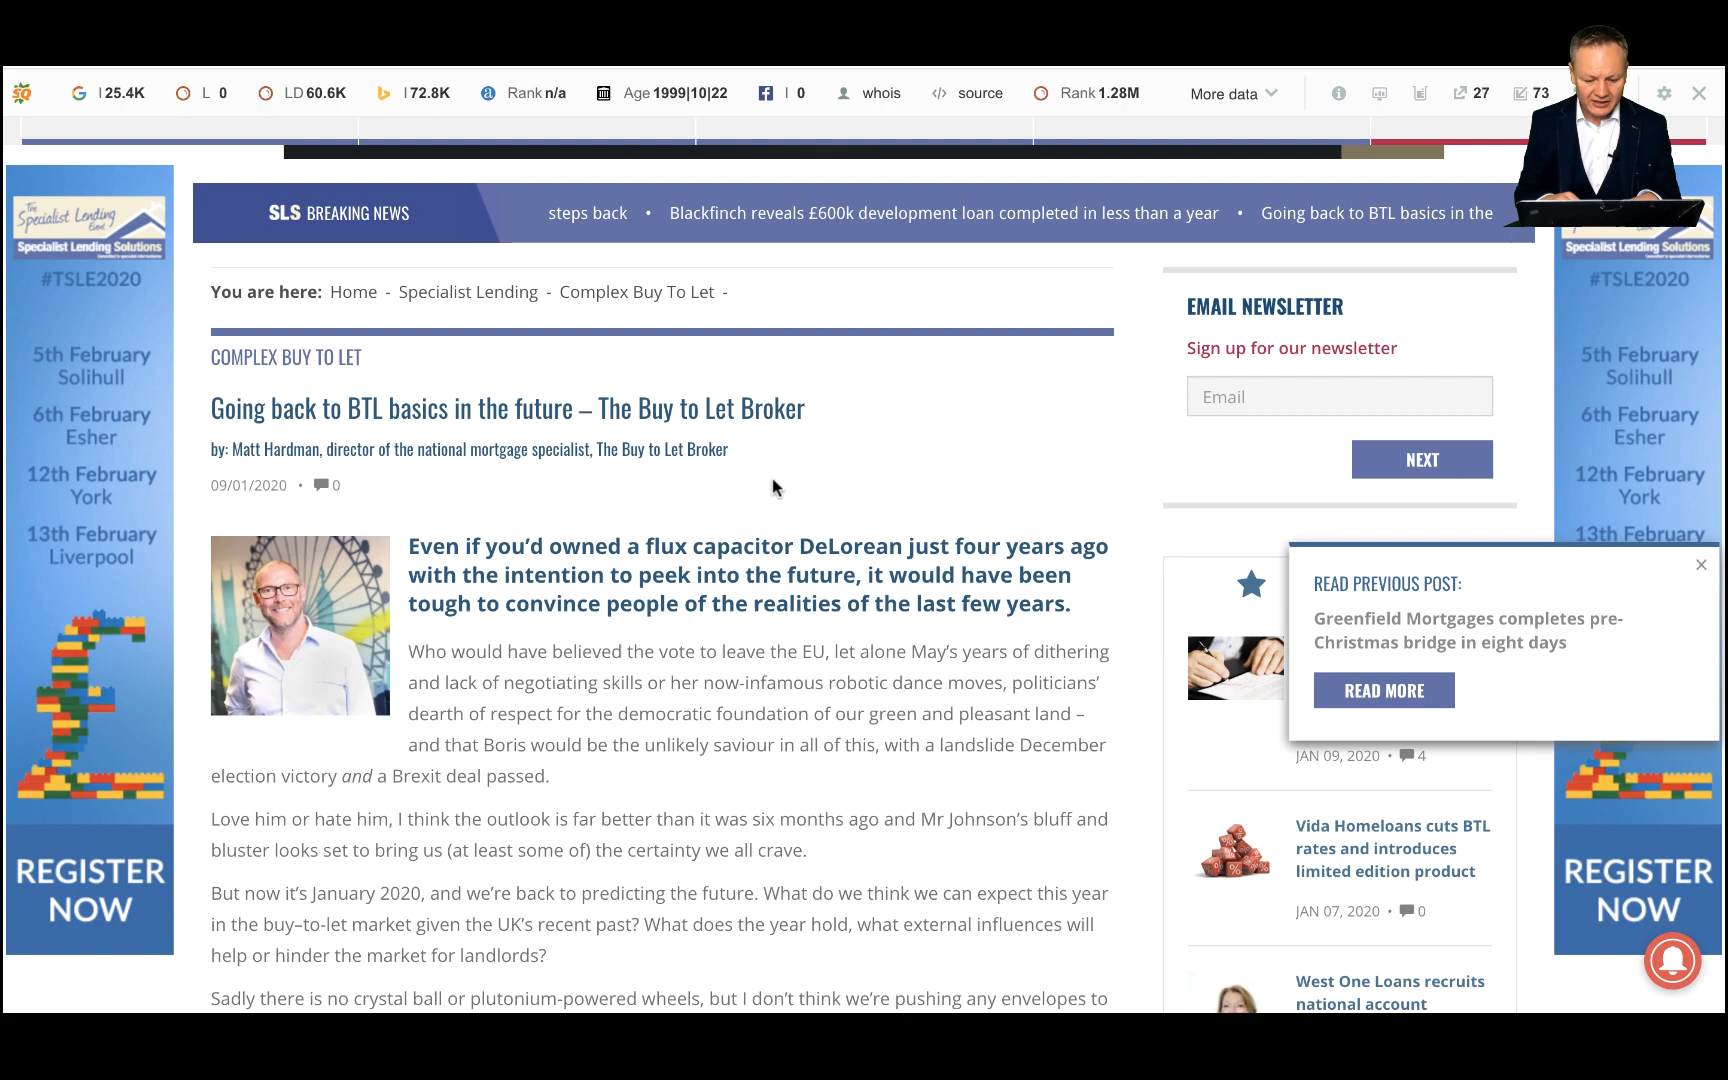 SQ
I 25.4K
L 0
LD 60.6K
I 72.8K
Rank n/a
Age 1999|10|22
I 0
whois
source
Rank 1.28M
More data
27
73
SLS BREAKING NEWS
steps back • Blackfinch reveals £600k development loan completed in less than a year • Going back to BTL basics in the
The
Specialist Lending
Event
Specialist Lending Solutions
#TSLE2020
5th February
Solihull
6th February
Esher
12th February
York
13th February
Liverpool
REGISTER
NOW
You are here: Home - Specialist Lending - Complex Buy To Let -
COMPLEX BUY TO LET
Going back to BTL basics in the future – The Buy to Let Broker
by: Matt Hardman, director of the national mortgage specialist, The Buy to Let Broker
09/01/2020 • 0
Even if you’d owned a flux capacitor DeLorean just four years ago
with the intention to peek into the future, it would have been
tough to convince people of the realities of the last few years.
Who would have believed the vote to leave the EU, let alone May’s years of dithering
and lack of negotiating skills or her now-infamous robotic dance moves, politicians’
dearth of respect for the democratic foundation of our green and pleasant land –
and that Boris would be the unlikely saviour in all of this, with a landslide December
election victory and a Brexit deal passed.
Love him or hate him, I think the outlook is far better than it was six months ago and Mr Johnson’s bluff and
bluster looks set to bring us (at least some of) the certainty we all crave.
But now it’s January 2020, and we’re back to predicting the future. What do we think we can expect this year
in the buy–to-let market given the UK’s recent past? What does the year hold, what external influences will
help or hinder the market for landlords?
Sadly there is no crystal ball or plutonium-powered wheels, but I don’t think we’re pushing any envelopes to
EMAIL NEWSLETTER
Sign up for our newsletter
Email
NEXT
READ PREVIOUS POST:
Greenfield Mortgages completes pre-
Christmas bridge in eight days
READ MORE
JAN 09, 2020 • 4
Vida Homeloans cuts BTL
rates and introduces
limited edition product
JAN 07, 2020 • 0
West One Loans recruits
national account
Specialist Lending Solutions
#TSLE2020
5th February
Solihull
6th February
Esher
12th February
York
13th February
REGISTER
NOW